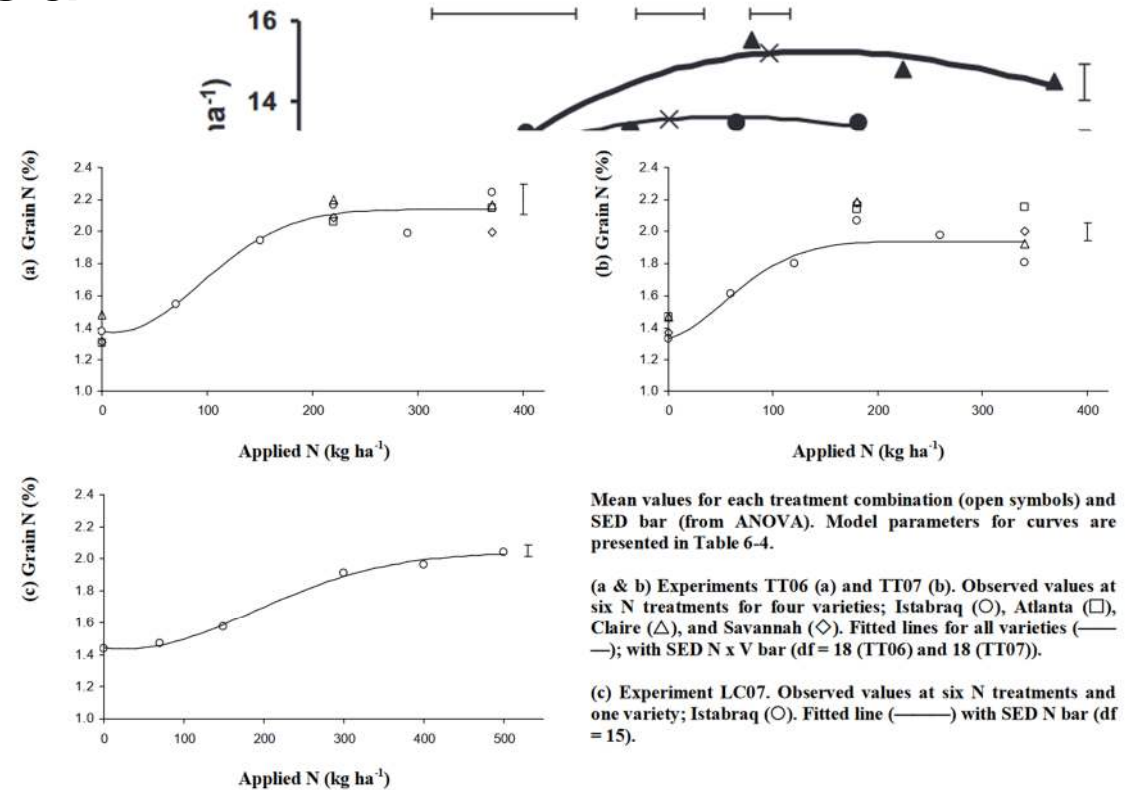 16
14
ha⁻¹)
(a) Grain N (%)
2.4
2.2
2.0
1.8
1.6
1.4
1.2
1.0
0 100 200 300 400
Applied N (kg ha⁻¹)
(b) Grain N (%)
2.4
2.2
2.0
1.8
1.6
1.4
1.2
1.0
0 100 200 300 400
Applied N (kg ha⁻¹)
(c) Grain N (%)
2.4
2.2
2.0
1.8
1.6
1.4
1.2
1.0
0 100 200 300 400 500
Applied N (kg ha⁻¹)
Mean values for each treatment combination (open symbols) and
SED bar (from ANOVA). Model parameters for curves are
presented in Table 6-4.
(a & b) Experiments TT06 (a) and TT07 (b). Observed values at
six N treatments for four varieties; Istabraq (○), Atlanta (□),
Claire (△), and Savannah (◇). Fitted lines for all varieties (——
—); with SED N x V bar (df = 18 (TT06) and 18 (TT07)).
(c) Experiment LC07. Observed values at six N treatments and
one variety; Istabraq (○). Fitted line (———) with SED N bar (df
= 15).